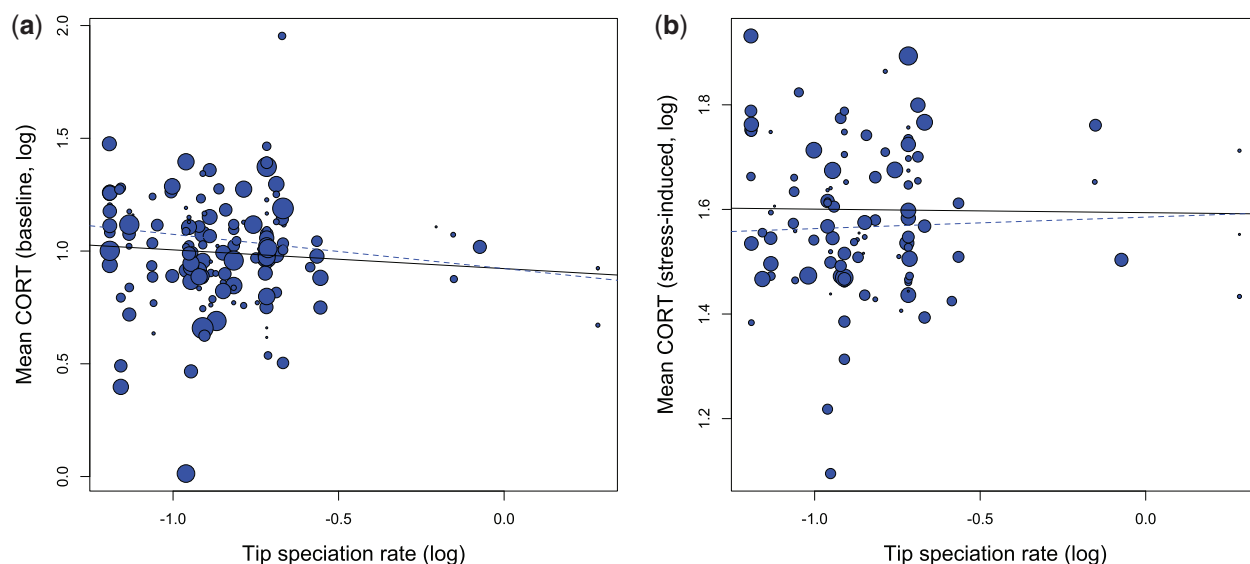 (a)
Mean CORT (baseline, log)
2.0
1.5
1.0
0.5
0.0
-1.0 -0.5 0.0
Tip speciation rate (log)
(b)
Mean CORT (stress-induced, log)
1.8
1.6
1.4
1.2
-1.0 -0.5 0.0
Tip speciation rate (log)